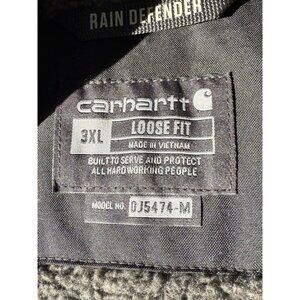 RAIN DEFENDER
carhartt
3XL LOOSE FIT
MADE IN VIETNAM
BUILT TO SERVE AND PROTECT
ALL HARDWORKING PEOPLE
MODEL NO. OJ5474-M